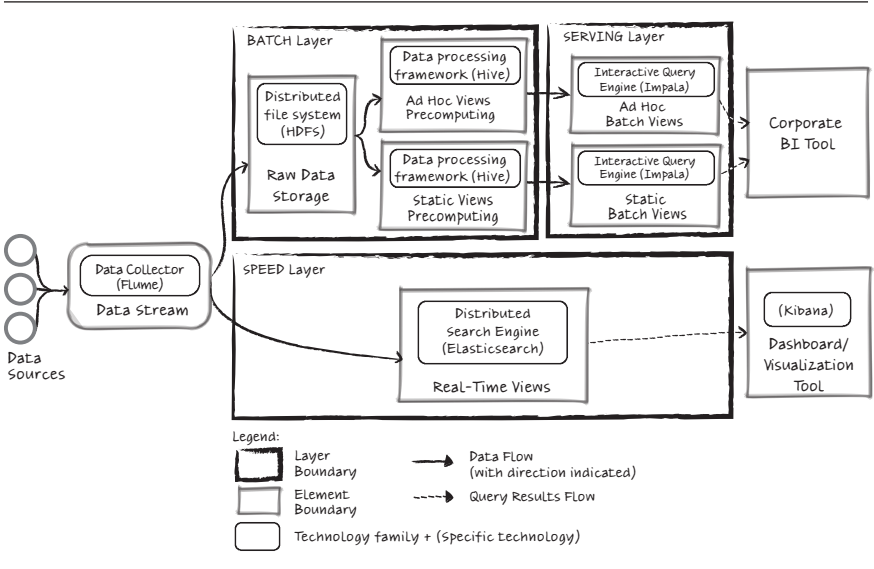 BATCH Layer
Distributed
file system
(HDFS)
Raw Data
Storage
Data processing
framework (Hive)
Ad Hoc Views
Precomputing
Data processing
framework (Hive)
Static Views
Precomputing
SERVING Layer
Interactive Query
Engine (Impala)
Ad Hoc
Batch Views
Interactive Query
Engine (Impala)
Static
Batch Views
Corporate
BI Tool
Data Collector
(Flume)
Data Stream
Data
Sources
SPEED Layer
Distributed
Search Engine
(Elasticsearch)
Real-Time Views
(Kibana)
Dashboard/
Visualization
Tool
Legend:
Layer
Boundary
Element
Boundary
Data Flow
(with direction indicated)
Query Results Flow
Technology family + (Specific technology)